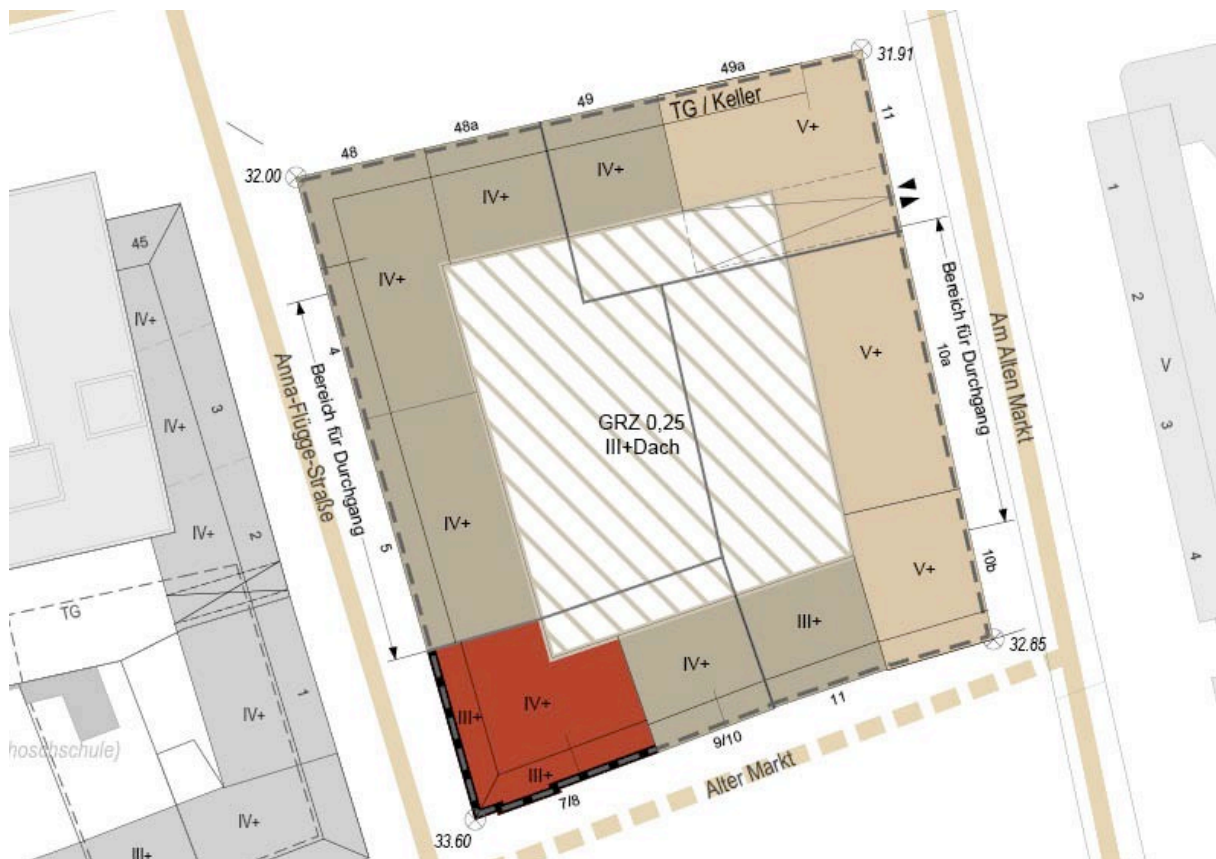 49a
31.91
49
TG / Keller
11
48a
V+
48
IV+
IV+
32.00
1
45
IV+
Bereich für Durchgang
10a
2
IV+
Anna-Flügge-Straße
4
Bereich für Durchgang
V+
Am Alten Markt
V
3
3
IV+
GRZ 0,25
III+Dach
IV+
5
IV+
2
10b
4
V+
TG
III+
32.65
IV+
IV+
III+
1
IV+
11
hoschschule)
9/10
III+
Alter Markt
7/8
IV+
33.60
III+